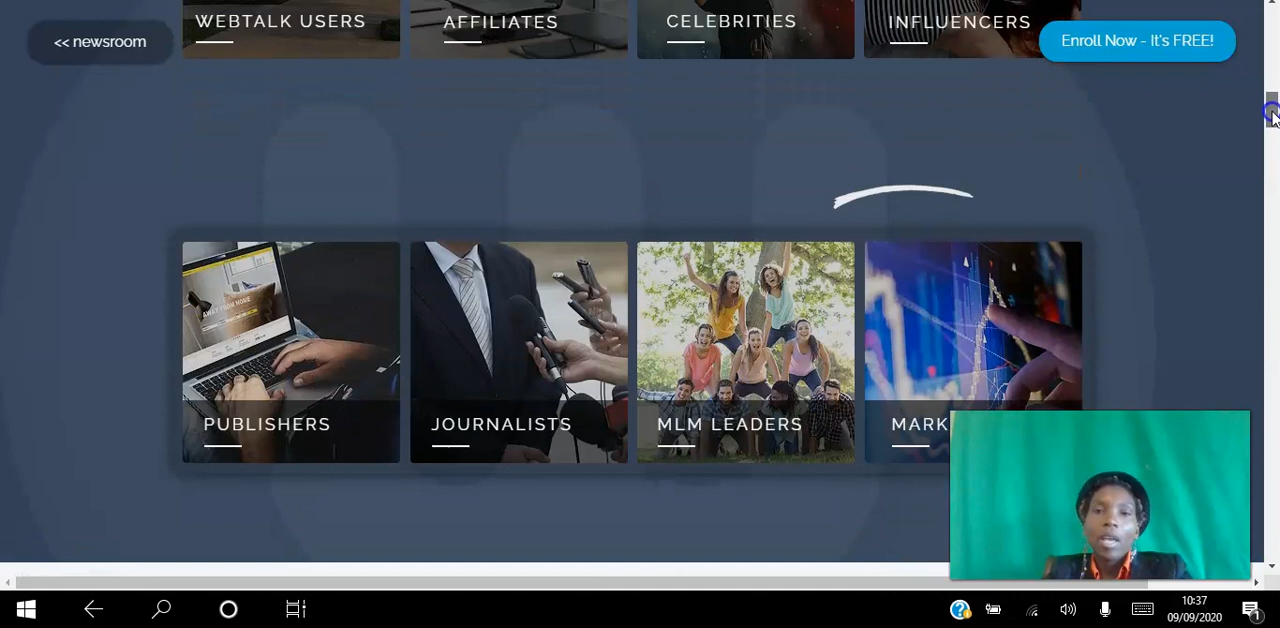 WEBTALK USERS
AFFILIATES
CELEBRITIES
INFLUENCERS
<< newsroom
Enroll Now - It's FREE!
PUBLISHERS
JOURNALISTS
MLM LEADERS
MARK
10:37
09/09/2020